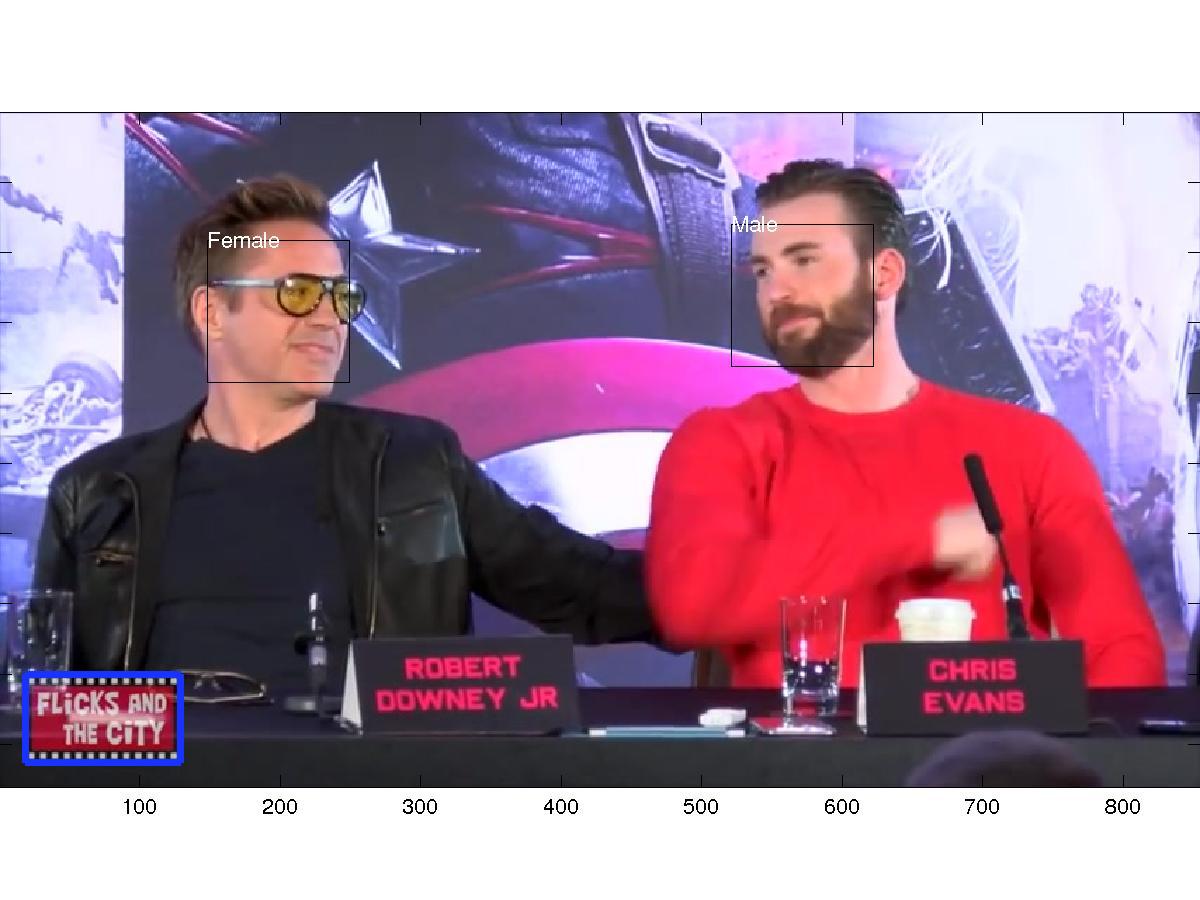 Female
Male
ROBERT
DOWNEY JR
CHRIS
EVANS
FLiCKS AND
THE CiTY
100
200
300
400
500
600
700
800